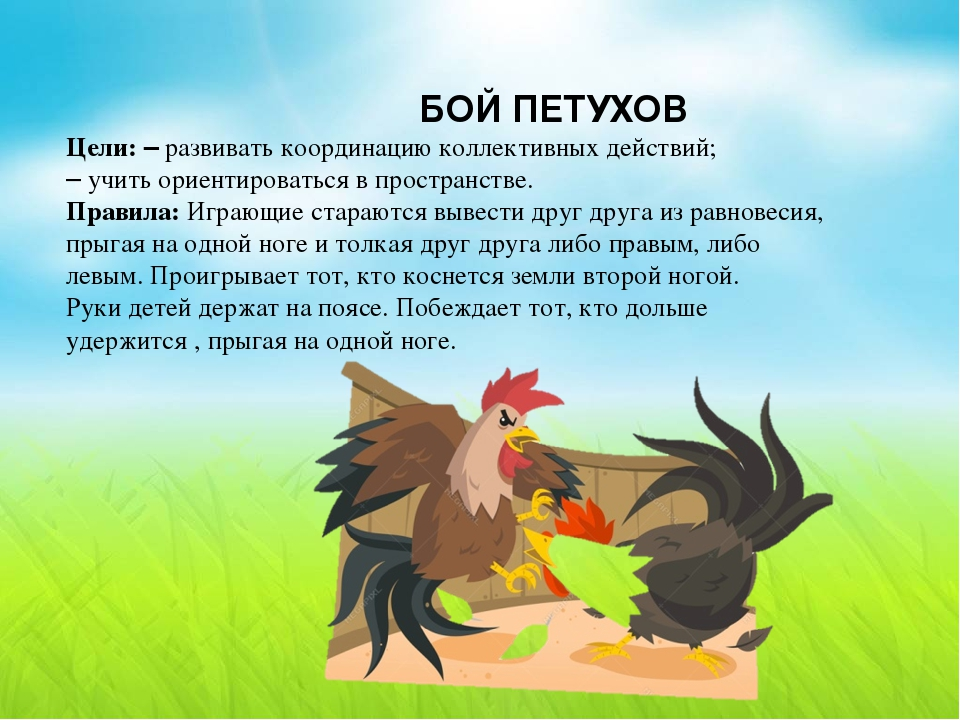 БОЙ ПЕТУХОВ
Цели: – развивать координацию коллективных действий;
– учить ориентироваться в пространстве.
Правила: Играющие стараются вывести друг друга из равновесия,
прыгая на одной ноге и толкая друг друга либо правым, либо
левым. Проигрывает тот, кто коснется земли второй ногой.
Руки детей держат на поясе. Побеждает тот, кто дольше
удержится , прыгая на одной ноге.